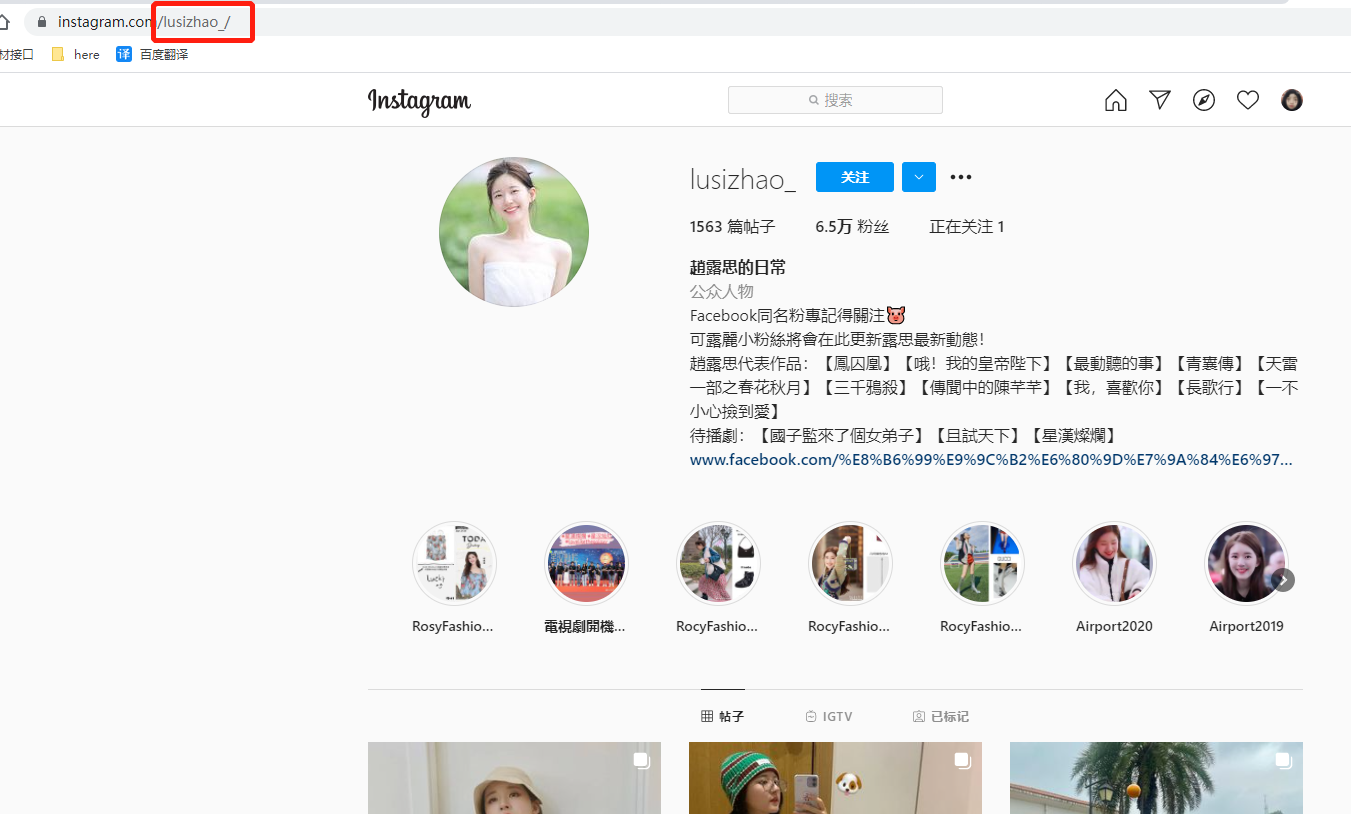 instagram.com/lusizhao_/
材接口 here 译 百度翻译
Instagram 搜索
lusizhao_ 关注
1563 篇帖子 6.5万 粉丝 正在关注 1
趙露思的日常
公众人物
Facebook同名粉專記得關注
可露麗小粉絲將會在此更新露思最新動態！
趙露思代表作品：【鳳囚凰】【哦！我的皇帝陛下】【最動聽的事】【青囊傳】【天雷
一部之春花秋月】【三千鴉殺】【傳聞中的陳芊芊】【我，喜歡你】【長歌行】【一不
小心撿到愛】
待播劇：【國子監來了個女弟子】【且試天下】【星漢燦爛】
www.facebook.com/%E8%B6%99%E9%9C%B2%E6%80%9D%E7%9A%84%E6%97...
TODA
Lucky
GUCCI
RosyFashio... 電視劇開機... RocyFashio... RocyFashio... RocyFashio... Airport2020 Airport2019
帖子 IGTV 已标记